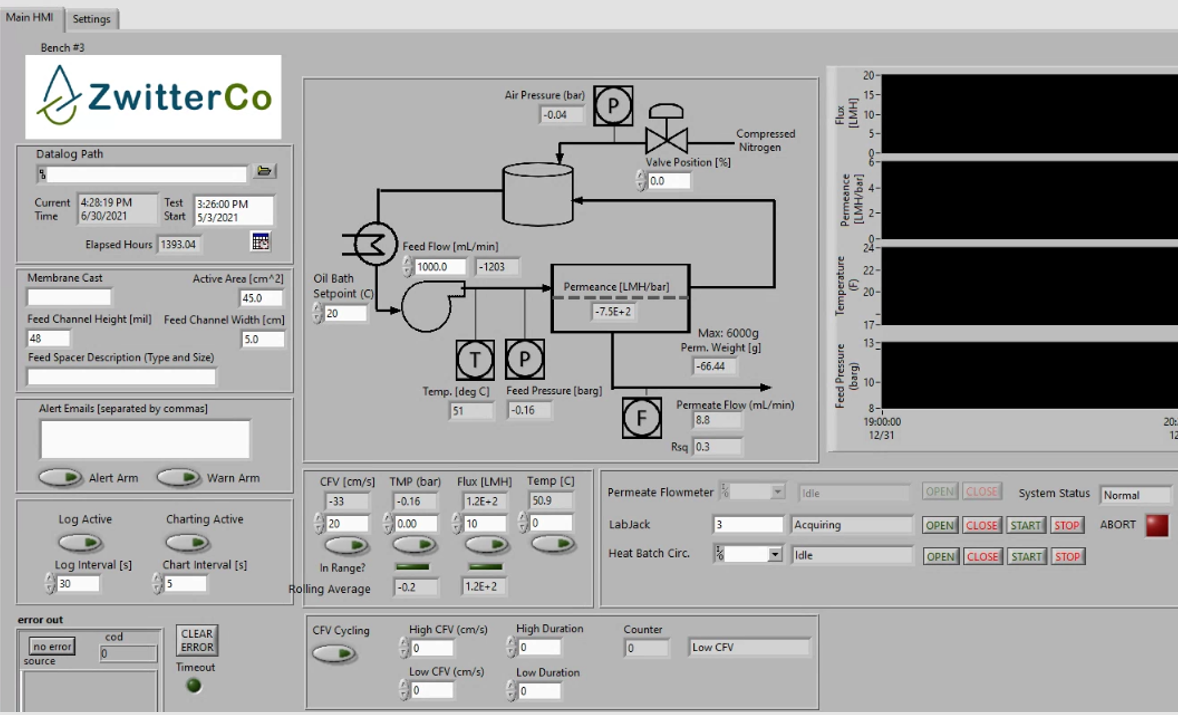 Main HMI
Settings
Bench #3
ZwitterCo
Datalog Path
Current Time
4:28:19 PM
6/30/2021
Test Start
3:26:00 PM
5/3/2021
Elapsed Hours
1393.04
Membrane Cast
Active Area [cm^2]
45.0
Feed Channel Height [mil]
Feed Channel Width [cm]
48
5.0
Feed Spacer Description (Type and Size)
Alert Emails [separated by commas]
Alert Arm
Warn Arm
Log Active
Charting Active
Log Interval [s]
Chart Interval [s]
30
5
error out
no error
cod
0
source
CLEAR ERROR
Timeout
Air Pressure (bar)
-0.04
P
Compressed Nitrogen
Valve Position [%]
0.0
Feed Flow [mL/min]
1000.0
-1203
Oil Bath
Setpoint (C)
20
Permeance [LMH/bar]
-7.5E+2
Max: 6000g
Perm. Weight [g]
-66.44
T
P
Temp. [deg C]
Feed Pressure [barg]
51
-0.16
F
Permeate Flow (mL/min)
8.8
Rsq
0.3
CFV [cm/s]
TMP (bar)
Flux [LMH]
Temp [C]
-33
-0.16
1.2E+2
50.9
20
0.00
10
0
In Range?
Rolling Average
-0.2
1.2E+2
CFV Cycling
High CFV (cm/s)
High Duration
Counter
0
0
0
Low CFV
Low CFV (cm/s)
Low Duration
0
0
Permeate Flowmeter
Idle
OPEN
CLOSE
System Status
Normal
LabJack
3
Acquiring
OPEN
CLOSE
START
STOP
ABORT
Heat Batch Circ.
Idle
OPEN
CLOSE
START
STOP
Flux
[LMH]
20
15
10
5
0
Permeance
[LMH/bar]
6
4
2
0
Temperature
(F)
24
22
20
17
Feed Pressure
(barg)
13
10
8
19:00:00
12/31
20:
12